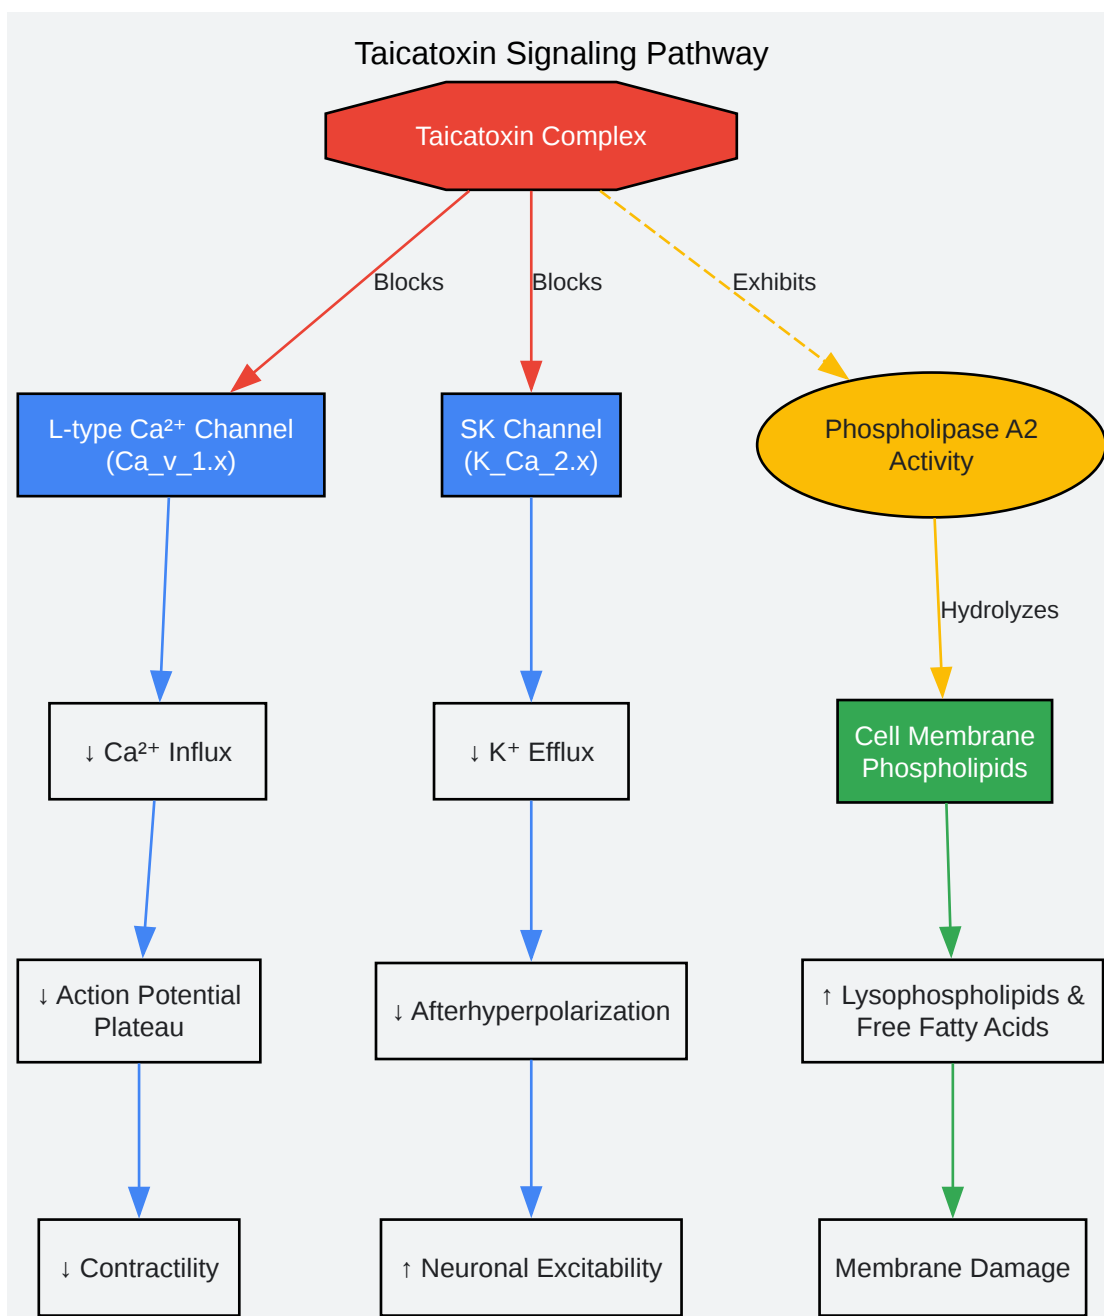 Taicatoxin Signaling Pathway
Taicatoxin Complex
Blocks
Blocks
Exhibits
L-type Ca²⁺ Channel
(Ca_v_1.x)
SK Channel
(K_Ca_2.x)
Phospholipase A2
Activity
Hydrolyzes
↓ Ca²⁺ Influx
↓ K⁺ Efflux
Cell Membrane
Phospholipids
↓ Action Potential
Plateau
↓ Afterhyperpolarization
↑ Lysophospholipids &
Free Fatty Acids
↓ Contractility
↑ Neuronal Excitability
Membrane Damage